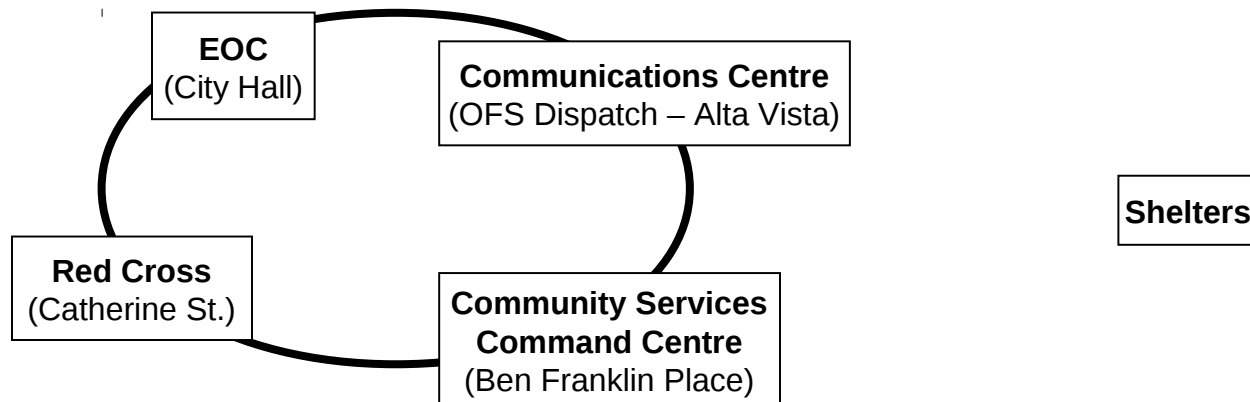 EOC
(City Hall)
Communications Centre
(OFS Dispatch – Alta Vista)
Shelters
Red Cross
(Catherine St.)
Community Services
Command Centre
(Ben Franklin Place)